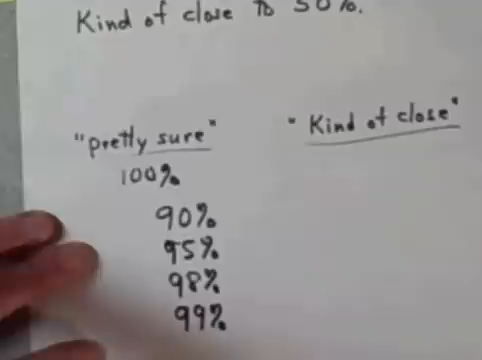 Kind of close to 50%.
"pretty sure"
100%
90%
95%
98%
99%
"Kind of close"